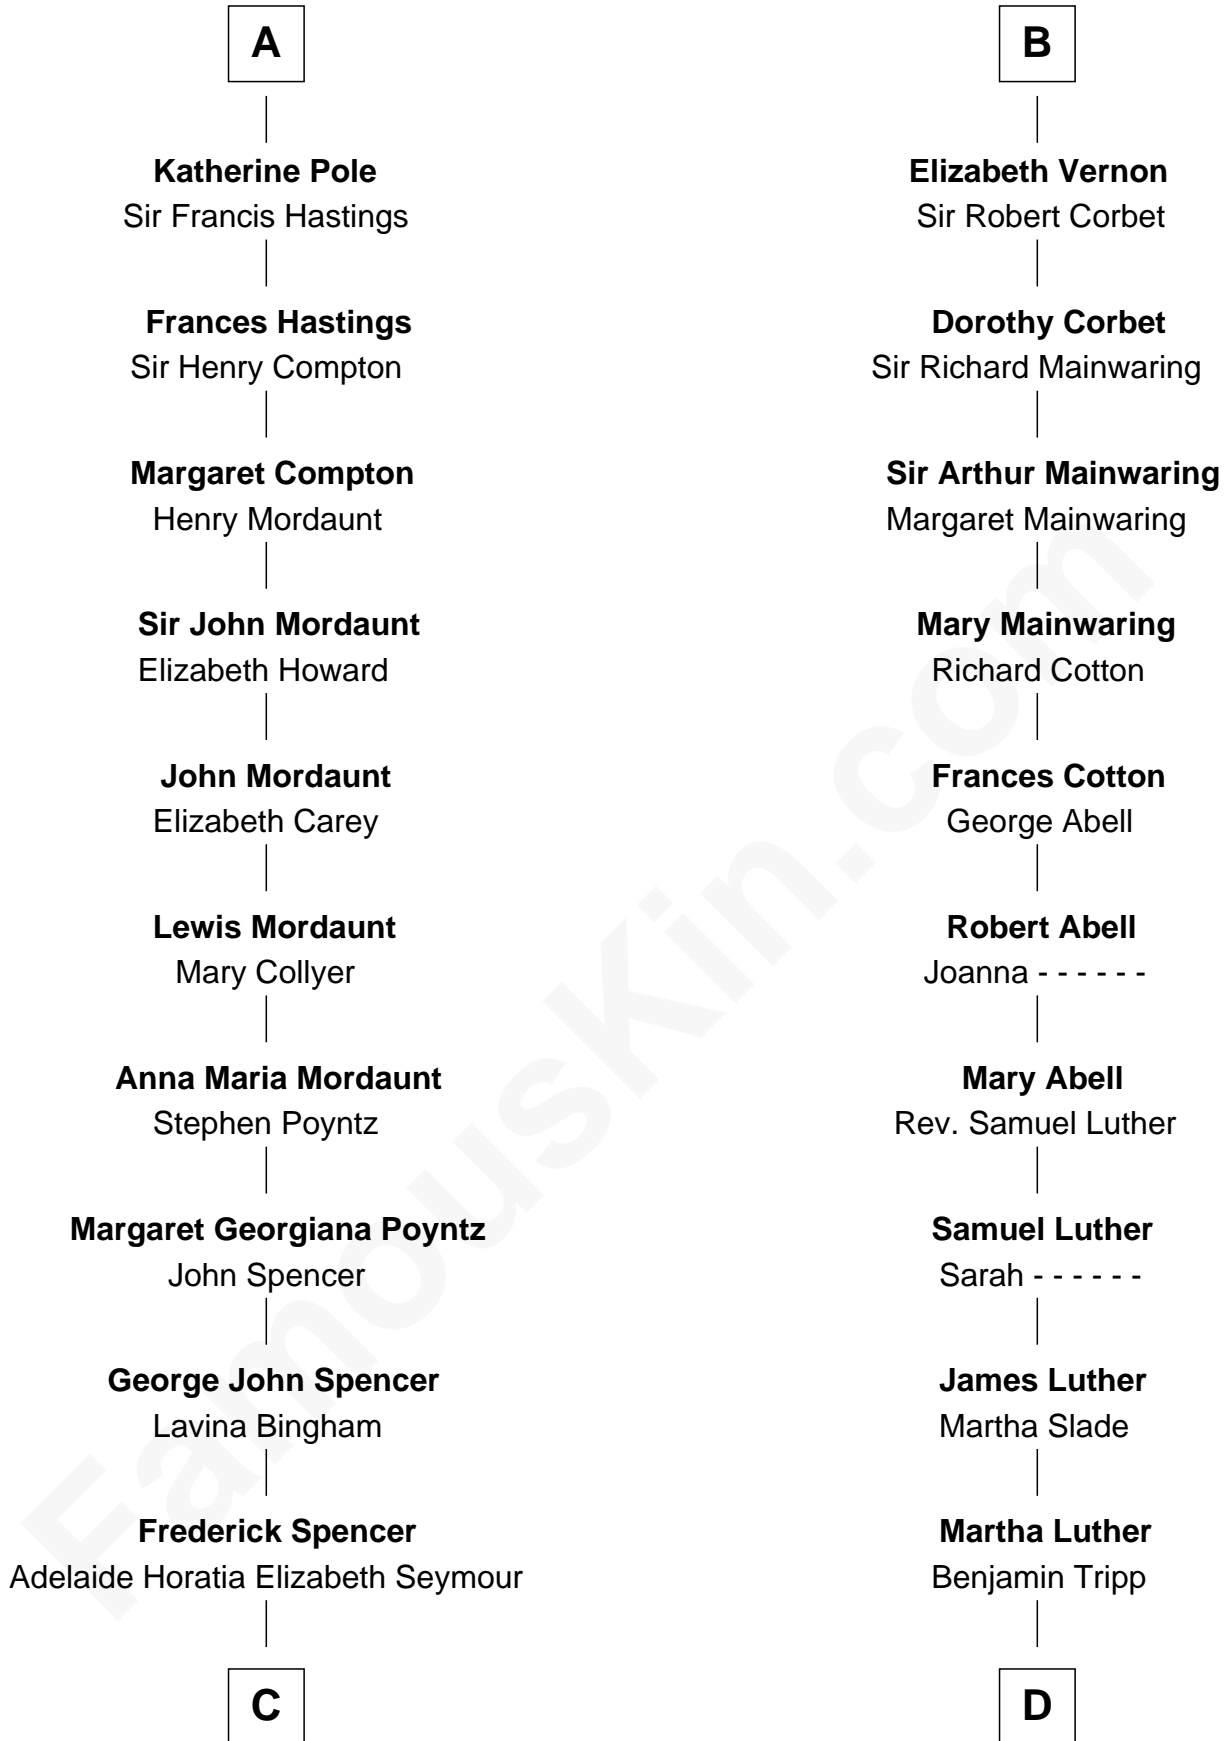 A
Katherine Pole
Sir Francis Hastings
Frances Hastings
Sir Henry Compton
Margaret Compton
Henry Mordaunt
Sir John Mordaunt
Elizabeth Howard
John Mordaunt
Elizabeth Carey
Lewis Mordaunt
Mary Collyer
Anna Maria Mordaunt
Stephen Poyntz
Margaret Georgiana Poyntz
John Spencer
George John Spencer
Lavina Bingham
Frederick Spencer
Adelaide Horatia Elizabeth Seymour
C
B
Elizabeth Vernon
Sir Robert Corbet
Dorothy Corbet
Sir Richard Mainwaring
Sir Arthur Mainwaring
Margaret Mainwaring
Mary Mainwaring
Richard Cotton
Frances Cotton
George Abell
Robert Abell
Joanna - - - - - -
Mary Abell
Rev. Samuel Luther
Samuel Luther
Sarah - - - - - -
James Luther
Martha Slade
Martha Luther
Benjamin Tripp
D
FamousKin.com